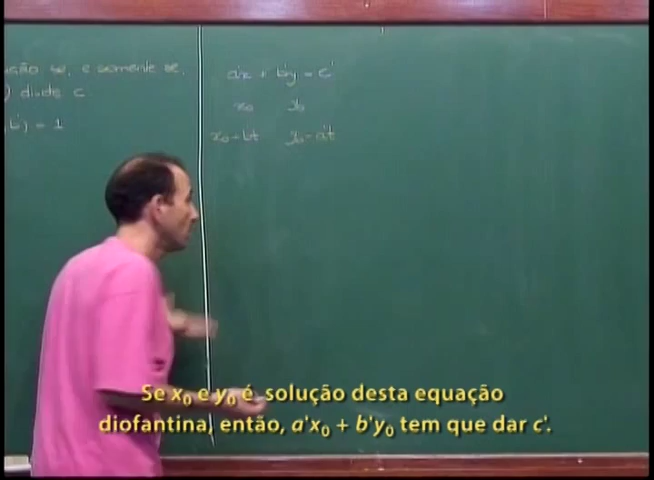 ução se, e somente se,
) divide c
b') = 1
a'x + b'y = c'
x₀ y₀
x₀ - b't y₀ - a't
Se x₀ e y₀ é solução desta equação
diofantina, então, a'x₀ + b'y₀ tem que dar c'.